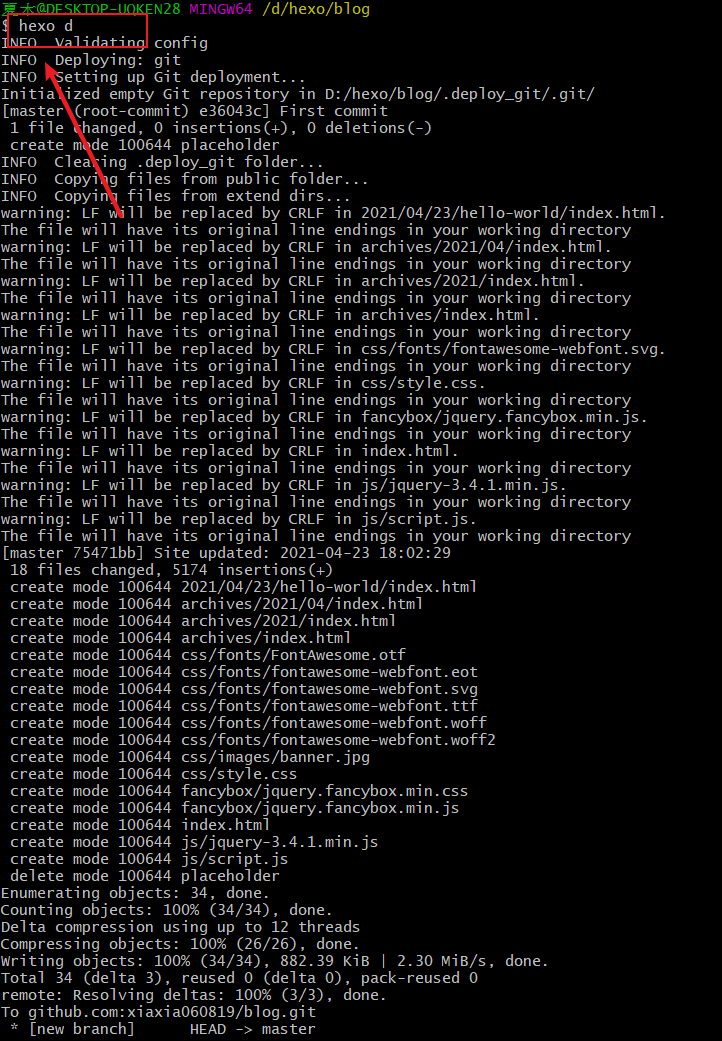 夏本@DESKTOP-UOKEN28 MINGW64 /d/hexo/blog
$ hexo d
INFO  Validating config
INFO  Deploying: git
INFO  Setting up Git deployment...
Initialized empty Git repository in D:/hexo/blog/.deploy_git/.git/
[master (root-commit) e36043c] First commit
 1 file changed, 0 insertions(+), 0 deletions(-)
 create mode 100644 placeholder
INFO  Clearing .deploy_git folder...
INFO  Copying files from public folder...
INFO  Copying files from extend dirs...
warning: LF will be replaced by CRLF in 2021/04/23/hello-world/index.html.
The file will have its original line endings in your working directory
warning: LF will be replaced by CRLF in archives/2021/04/index.html.
The file will have its original line endings in your working directory
warning: LF will be replaced by CRLF in archives/2021/index.html.
The file will have its original line endings in your working directory
warning: LF will be replaced by CRLF in archives/index.html.
The file will have its original line endings in your working directory
warning: LF will be replaced by CRLF in css/fonts/fontawesome-webfont.svg.
The file will have its original line endings in your working directory
warning: LF will be replaced by CRLF in css/style.css.
The file will have its original line endings in your working directory
warning: LF will be replaced by CRLF in fancybox/jquery.fancybox.min.js.
The file will have its original line endings in your working directory
warning: LF will be replaced by CRLF in index.html.
The file will have its original line endings in your working directory
warning: LF will be replaced by CRLF in js/jquery-3.4.1.min.js.
The file will have its original line endings in your working directory
warning: LF will be replaced by CRLF in js/script.js.
The file will have its original line endings in your working directory
[master 75471bb] Site updated: 2021-04-23 18:02:29
 18 files changed, 5174 insertions(+)
 create mode 100644 2021/04/23/hello-world/index.html
 create mode 100644 archives/2021/04/index.html
 create mode 100644 archives/2021/index.html
 create mode 100644 archives/index.html
 create mode 100644 css/fonts/FontAwesome.otf
 create mode 100644 css/fonts/fontawesome-webfont.eot
 create mode 100644 css/fonts/fontawesome-webfont.svg
 create mode 100644 css/fonts/fontawesome-webfont.ttf
 create mode 100644 css/fonts/fontawesome-webfont.woff
 create mode 100644 css/fonts/fontawesome-webfont.woff2
 create mode 100644 css/images/banner.jpg
 create mode 100644 css/style.css
 create mode 100644 fancybox/jquery.fancybox.min.css
 create mode 100644 fancybox/jquery.fancybox.min.js
 create mode 100644 index.html
 create mode 100644 js/jquery-3.4.1.min.js
 create mode 100644 js/script.js
 delete mode 100644 placeholder
Enumerating objects: 34, done.
Counting objects: 100% (34/34), done.
Delta compression using up to 12 threads
Compressing objects: 100% (26/26), done.
Writing objects: 100% (34/34), 882.39 KiB | 2.30 MiB/s, done.
Total 34 (delta 3), reused 0 (delta 0), pack-reused 0
remote: Resolving deltas: 100% (3/3), done.
To github.com:xiaxia060819/blog.git
 * [new branch]      HEAD -> master